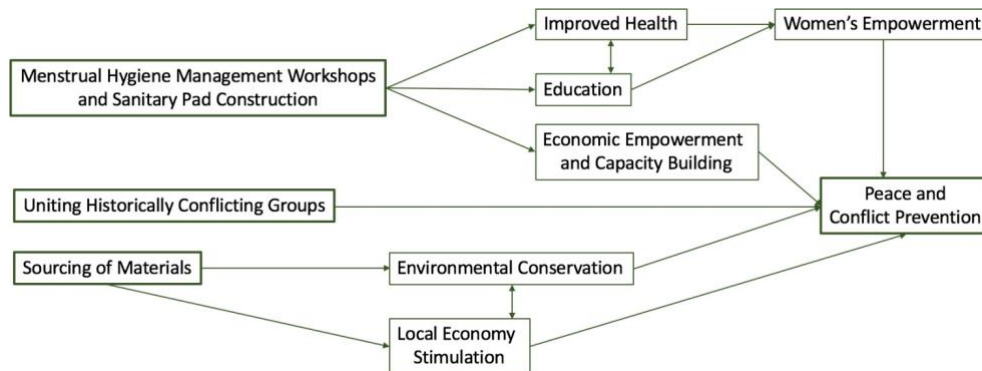 Improved Health
Women's Empowerment
Menstrual Hygiene Management Workshops
and Sanitary Pad Construction
Education
Economic Empowerment
and Capacity Building
Uniting Historically Conflicting Groups
Peace and
Conflict Prevention
Sourcing of Materials
Environmental Conservation
Local Economy
Stimulation